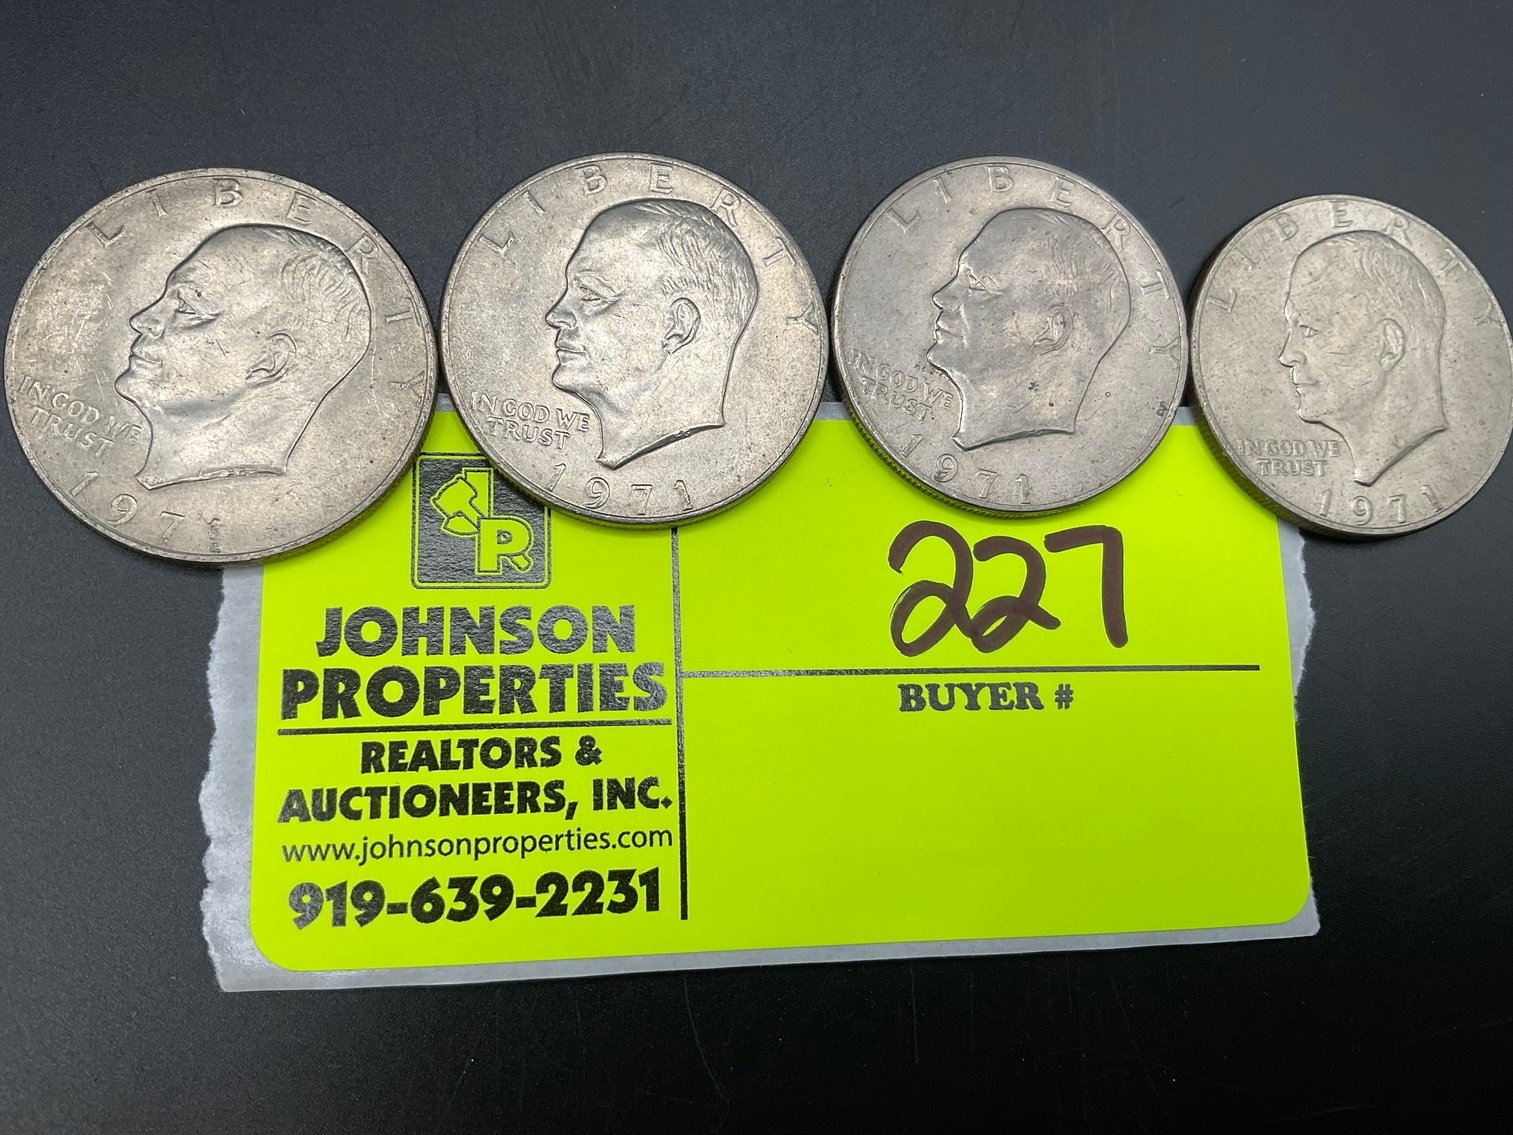 LIBERTY
IN GOD WE
TRUST
1971
LIBERTY
IN GOD WE
TRUST
1971
LIBERTY
IN GOD WE
TRUST
1971
LIBERTY
IN GOD WE
TRUST
1971
JP
JOHNSON
PROPERTIES
REALTORS &
AUCTIONEERS, INC.
www.johnsonproperties.com
919-639-2231
227
BUYER #